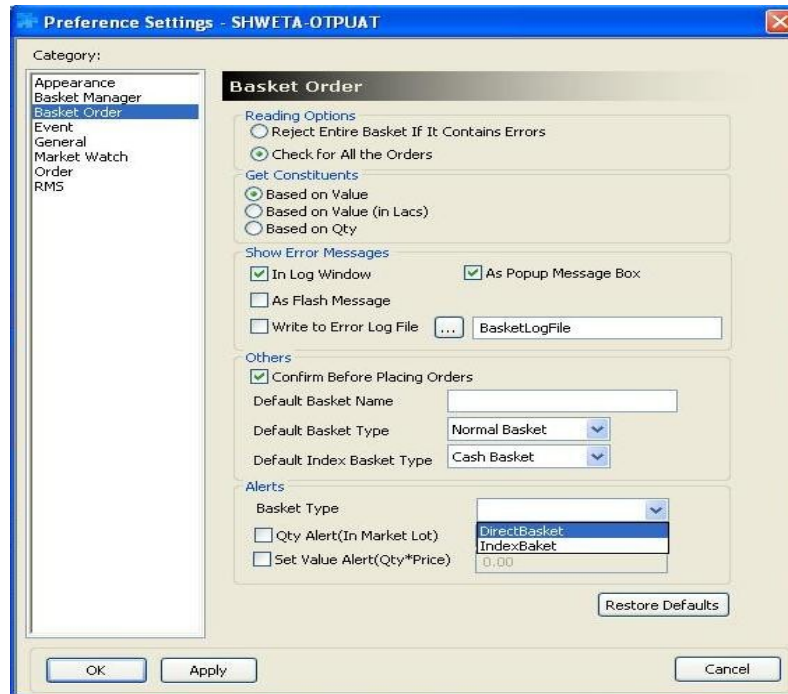 Preference Settings - SHWETA-OTPUAT
Category:
Appearance
Basket Manager
Basket Order
Event
General
Market Watch
Order
RMS
Basket Order
Reading Options
Reject Entire Basket If It Contains Errors
Check for All the Orders
Get Constituents
Based on Value
Based on Value (in Lacs)
Based on Qty
Show Error Messages
In Log Window As Popup Message Box
As Flash Message
Write to Error Log File ... BasketLogFile
Others
Confirm Before Placing Orders
Default Basket Name
Default Basket Type Normal Basket
Default Index Basket Type Cash Basket
Alerts
Basket Type
Qty Alert(In Market Lot) DirectBasket
IndexBaket
Set Value Alert(Qty*Price) 0.00
Restore Defaults
OK Apply Cancel